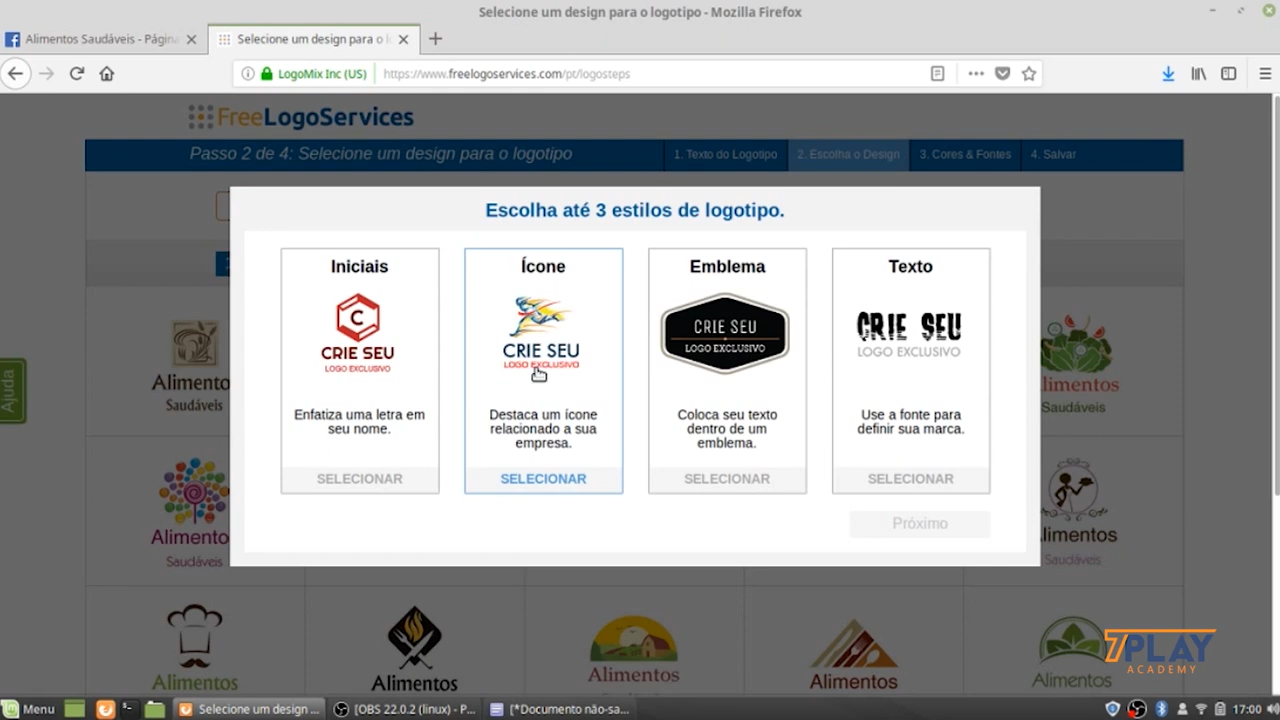 Selecione um design para o logotipo - Mozilla Firefox
Alimentos Saudáveis - Págin
Selecione um design para o l
LogoMix Inc (US)
https://www.freelogoservices.com/pt/logosteps
FreeLogoServices
Passo 2 de 4: Selecione um design para o logotipo
1. Texto do Logotipo
2. Escolha o Design
3. Cores & Fontes
4. Salvar
Escolha até 3 estilos de logotipo.
Iniciais
C
CRIE SEU
LOGO EXCLUSIVO
Enfatiza uma letra em
seu nome.
SELECIONAR
Ícone
CRIE SEU
LOGO EXCLUSIVO
Destaca um ícone
relacionado a sua
empresa.
SELECIONAR
Emblema
CRIE SEU
LOGO EXCLUSIVO
Coloca seu texto
dentro de um
emblema.
SELECIONAR
Texto
CRIE SEU
LOGO EXCLUSIVO
Use a fonte para
definir sua marca.
SELECIONAR
Próximo
Ajuda
Alimento
Saudáveis
limentos
Saudáveis
Alimento
Saudáveis
limentos
Saudáveis
Alimentos
Alimentos
Alimentos
Alimentos
Alimentos
7PLAY
ACADEMY
Menu
Selecione um design ...
[OBS 22.0.2 (linux) - P...
[*Documento não-sa...
17:00